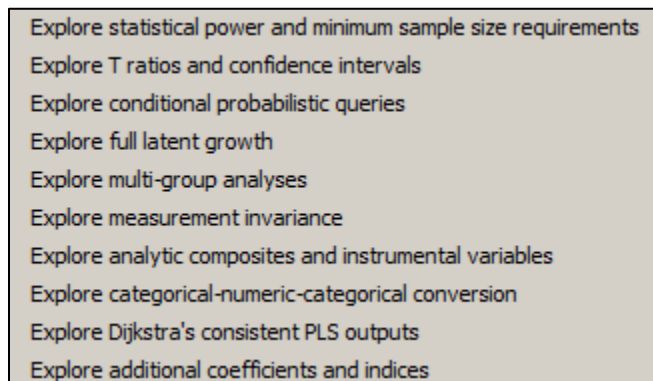 Explore statistical power and minimum sample size requirements
Explore T ratios and confidence intervals
Explore conditional probabilistic queries
Explore full latent growth
Explore multi-group analyses
Explore measurement invariance
Explore analytic composites and instrumental variables
Explore categorical-numeric-categorical conversion
Explore Dijkstra's consistent PLS outputs
Explore additional coefficients and indices